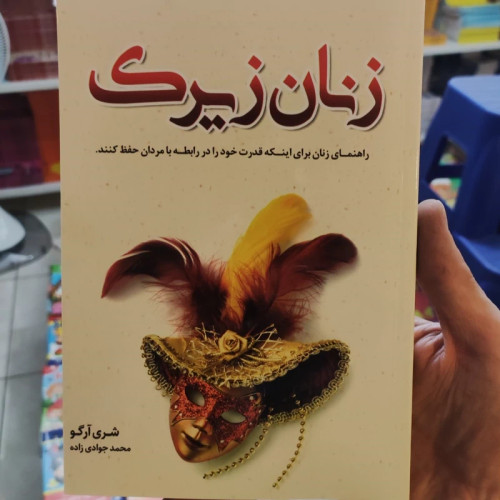 زنان زیرک
راهنمای زنان برای اینکه قدرت خود را در رابطه با مردان حفظ کنند.
شری آرگو
محمد جوادی زاده